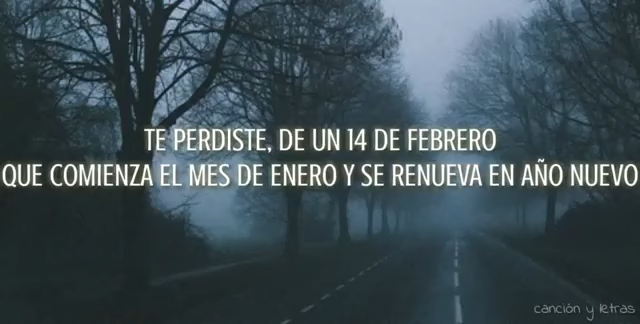 TE PERDISTE, DE UN 14 DE FEBRERO
QUE COMIENZA EL MES DE ENERO Y SE RENUEVA EN AÑO NUEVO
canción y letras